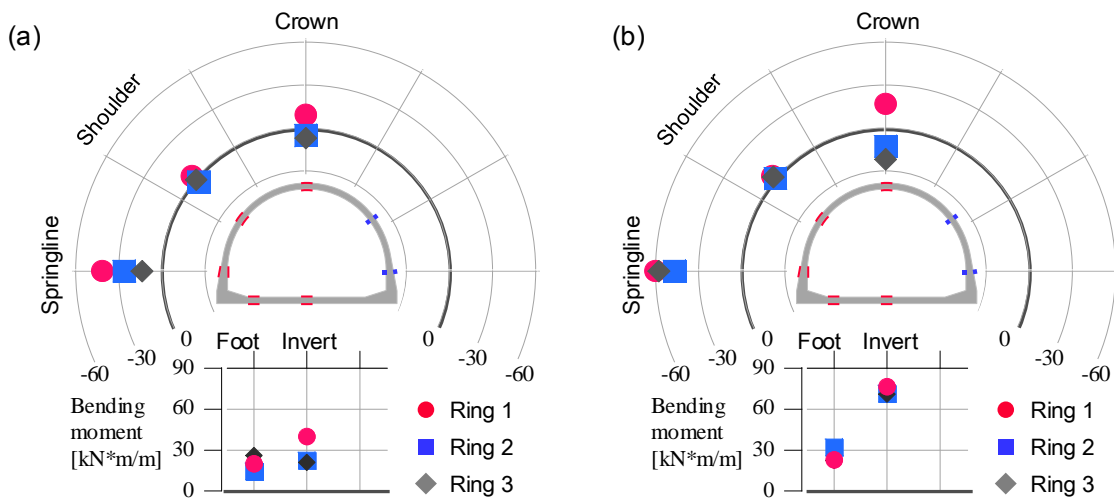 (a)
Crown
Shoulder
Springline
0
-30
-60
0
-30
-60
Foot
Invert
90
60
30
0
Bending
moment
[kN*m/m]
Ring 1
Ring 2
Ring 3
(b)
Crown
Shoulder
Springline
0
-30
-60
0
-30
-60
Foot
Invert
90
60
30
0
Bending
moment
[kN*m/m]
Ring 1
Ring 2
Ring 3